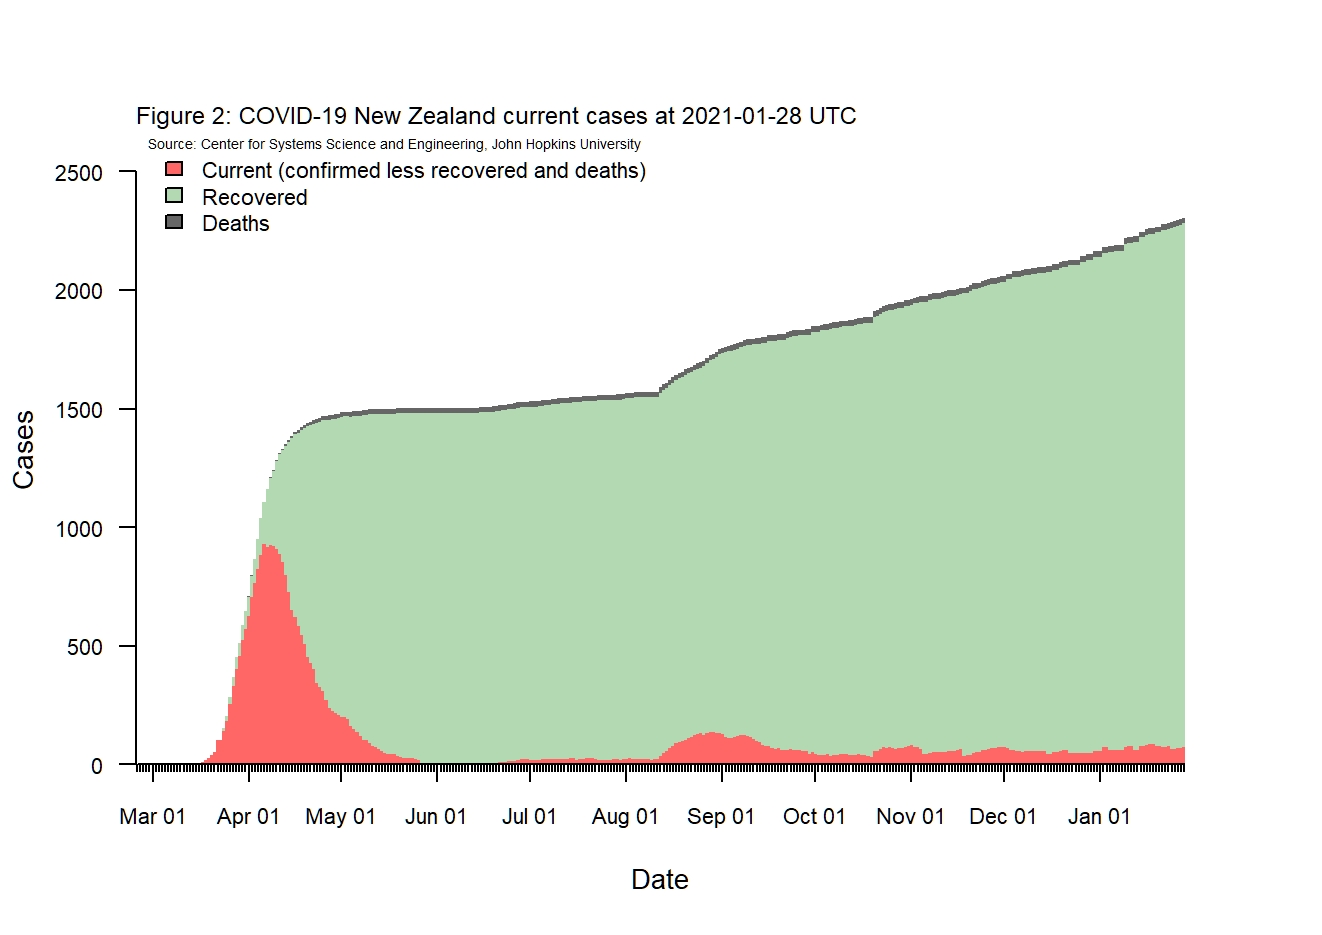 Figure 2: COVID-19 New Zealand current cases at 2021-01-28 UTC
Source: Center for Systems Science and Engineering, John Hopkins University
Current (confirmed less recovered and deaths)
Recovered
Deaths
2500
2000
1500
1000
500
0
Cases
Mar 01 Apr 01 May 01 Jun 01 Jul 01 Aug 01 Sep 01 Oct 01 Nov 01 Dec 01 Jan 01
Date